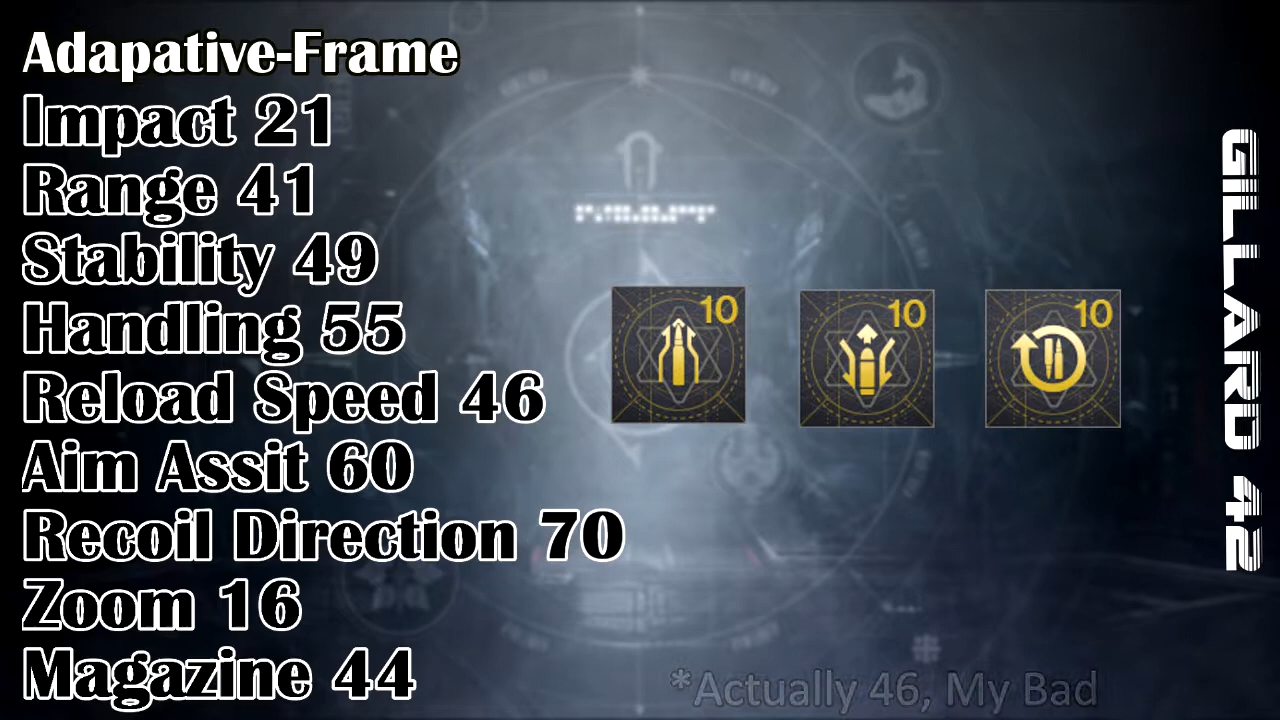 Adapative-Frame
Impact 21
Range 41
Stability 49
Handling 55
Reload Speed 46
Aim Assit 60
Recoil Direction 70
Zoom 16
Magazine 44
10
10
10
*Actually 46, My Bad
GILLARD 42